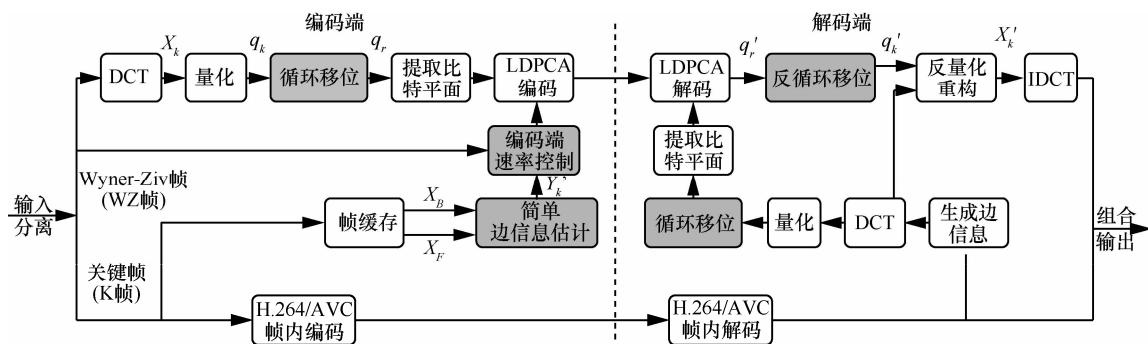 编码端
解码端
X_k
q_k
q_r
q_r'
q_k'
X_k'
DCT
量化
循环移位
提取比
特平面
LDPCA
编码
LDPCA
解码
反循环移位
反量化
重构
IDCT
编码端
速率控制
提取比
特平面
Wyner-Ziv帧
(WZ帧)
Y_k'
输入
分离
帧缓存
X_B
X_F
简单
边信息估计
循环移位
量化
DCT
生成边
信息
组合
输出
关键帧
(K帧)
H.264/AVC
帧内编码
H.264/AVC
帧内解码